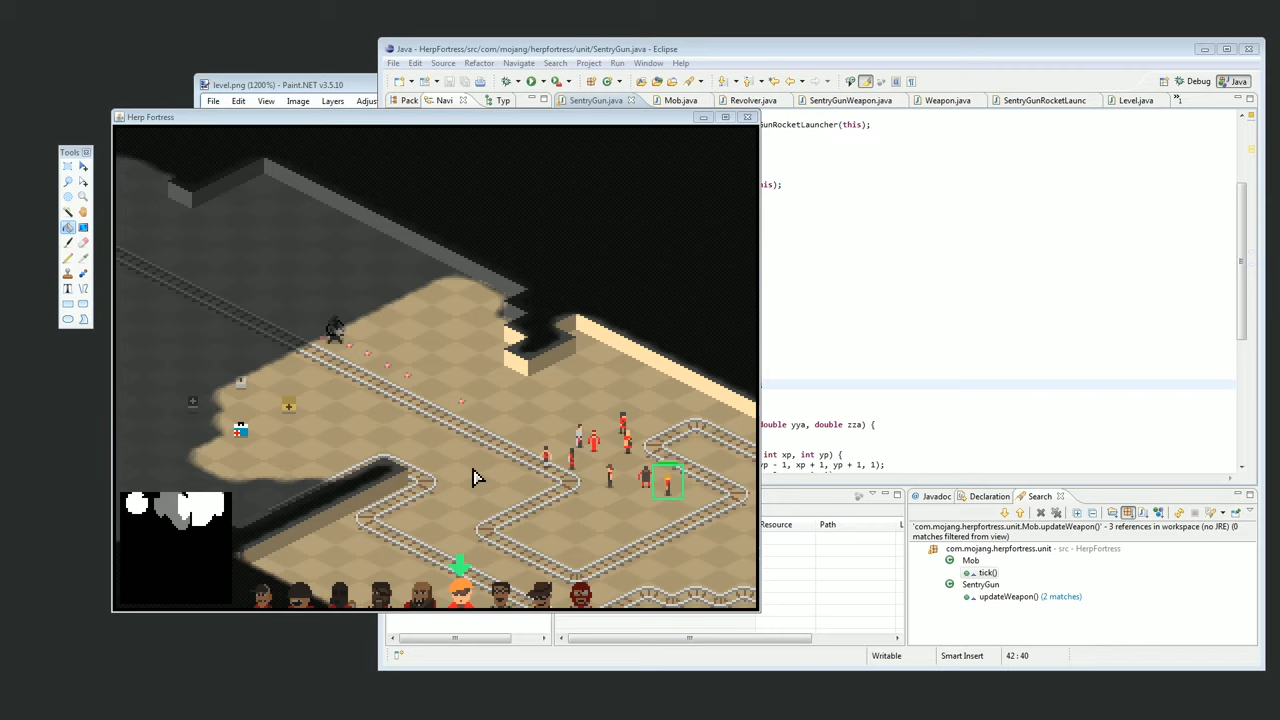 Java - HerpFortress/src/com/mojang/herpfortress/unit/SentryGun.java - Eclipse
File Edit Source Refactor Navigate Search Project Run Window Help
level.png (1200%) - Paint.NET v3.5.10
File Edit View Image Layers Adjus
Debug Java
Pack Navi Typ
SentryGun.java Mob.java Revolver.java SentryGunWeapon.java Weapon.java SentryGunRocketLaunc Level.java
Herp Fortress
Tools
GunRocketLauncher(this);
his);
double yya, double zza) {
, int xp, int yp) {
yp - 1, xp + 1, yp + 1);
Javadoc Declaration Search
Resource Path L
'com.mojang.herpfortress.unit.Mob.updateWeapon()' - 3 references in workspace (no JRE) (0
matches filtered from view)
com.mojang.herpfortress.unit - src - HerpFortress
Mob
tick()
SentryGun
updateWeapon() (2 matches)
Writable Smart Insert 42 : 40